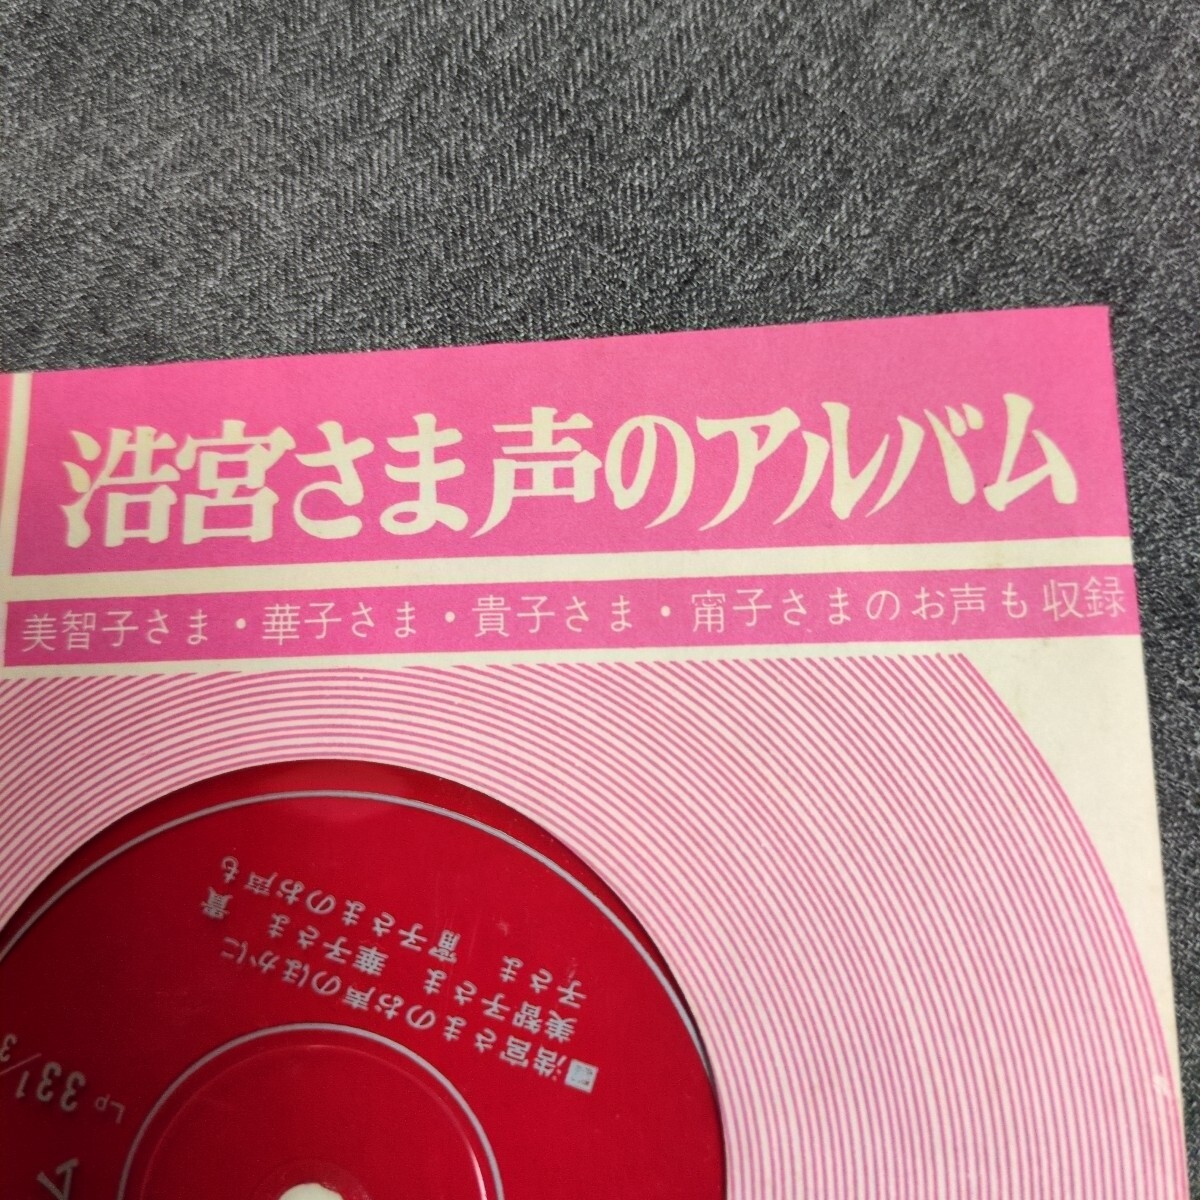 浩宮さま声のアルバム
美智子さま・華子さま・貴子さま・甯子さまのお声も収録
■浩宮さまのお声のほかに
美智子さま 華子さま 貴
子さま 甯子さまのお声も
Lp 331/3
ム